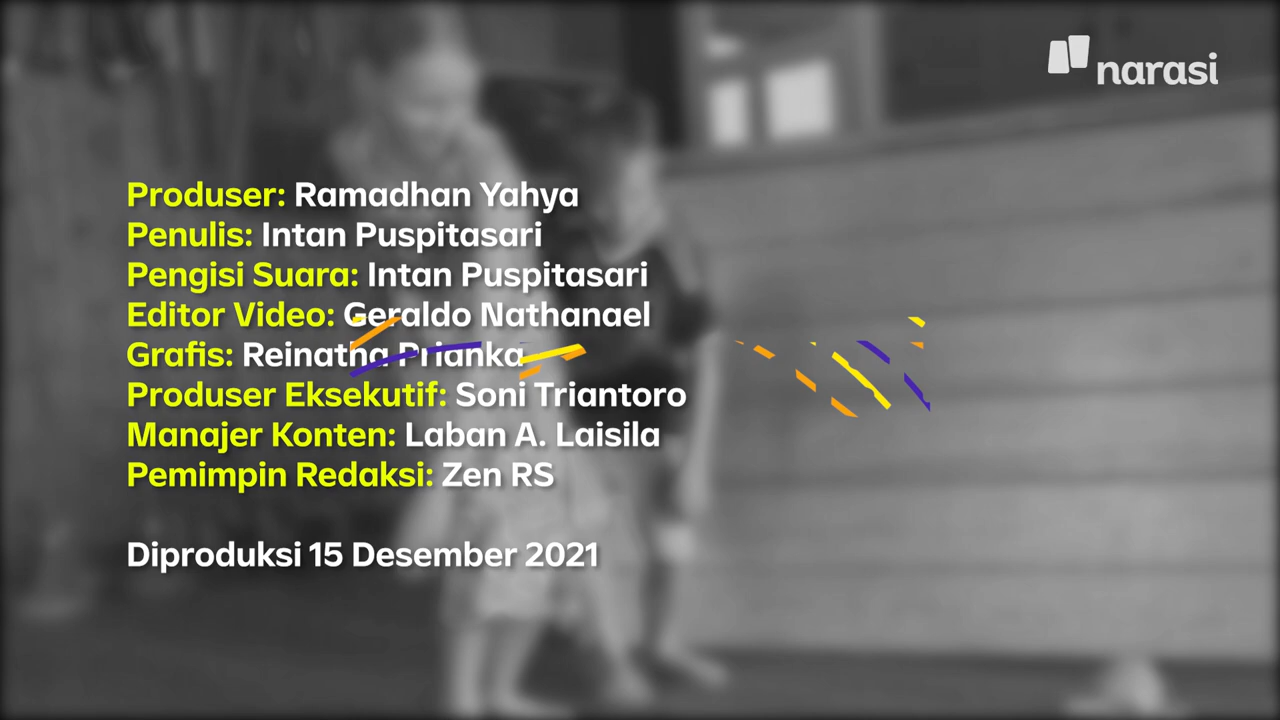 narasi
Produser: Ramadhan Yahya
Penulis: Intan Puspitasari
Pengisi Suara: Intan Puspitasari
Editor Video: Geraldo Nathanael
Grafis: Reinatha Prianka
Produser Eksekutif: Soni Triantoro
Manajer Konten: Laban A. Laisila
Pemimpin Redaksi: Zen RS
Diproduksi 15 Desember 2021